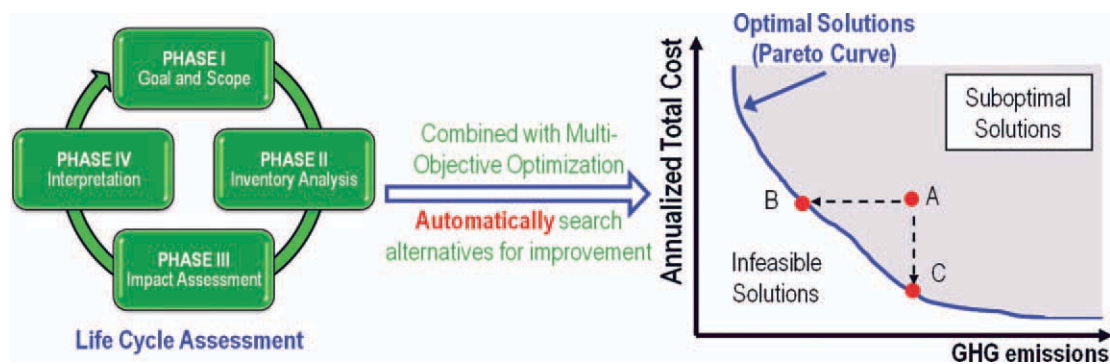 PHASE I
Goal and Scope
PHASE IV
Interpretation
PHASE II
Inventory Analysis
PHASE III
Impact Assessment
Life Cycle Assessment
Combined with Multi-
Objective Optimization
Automatically search
alternatives for improvement
Optimal Solutions
(Pareto Curve)
Annualized Total Cost
Suboptimal
Solutions
B
A
C
Infeasible
Solutions
GHG emissions